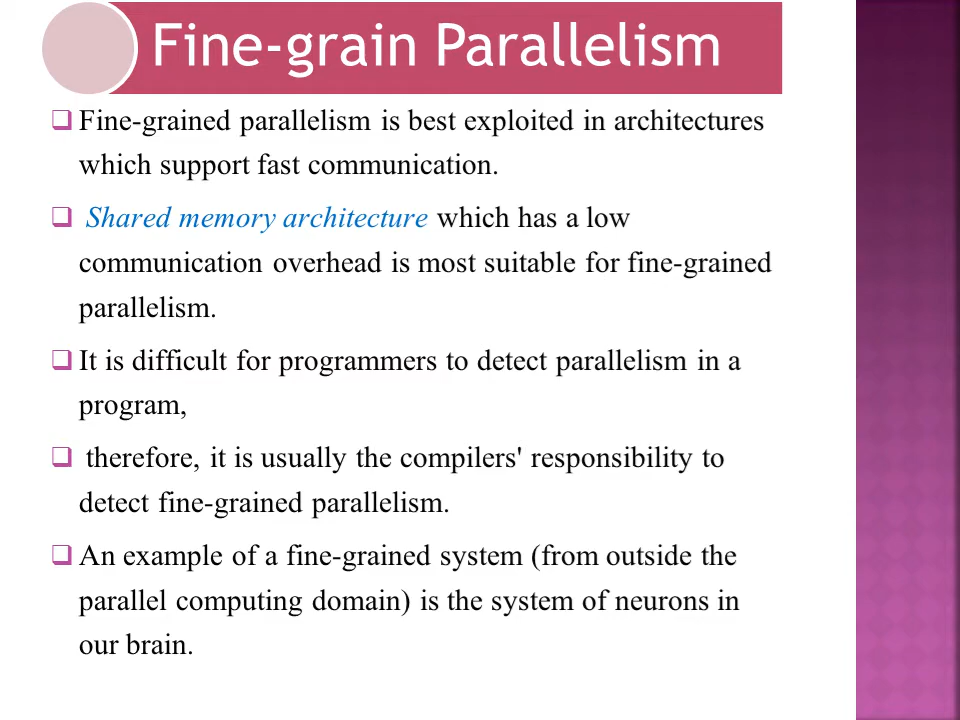 Fine-grain Parallelism
Fine-grained parallelism is best exploited in architectures
which support fast communication.
Shared memory architecture which has a low
communication overhead is most suitable for fine-grained
parallelism.
It is difficult for programmers to detect parallelism in a
program,
therefore, it is usually the compilers' responsibility to
detect fine-grained parallelism.
An example of a fine-grained system (from outside the
parallel computing domain) is the system of neurons in
our brain.